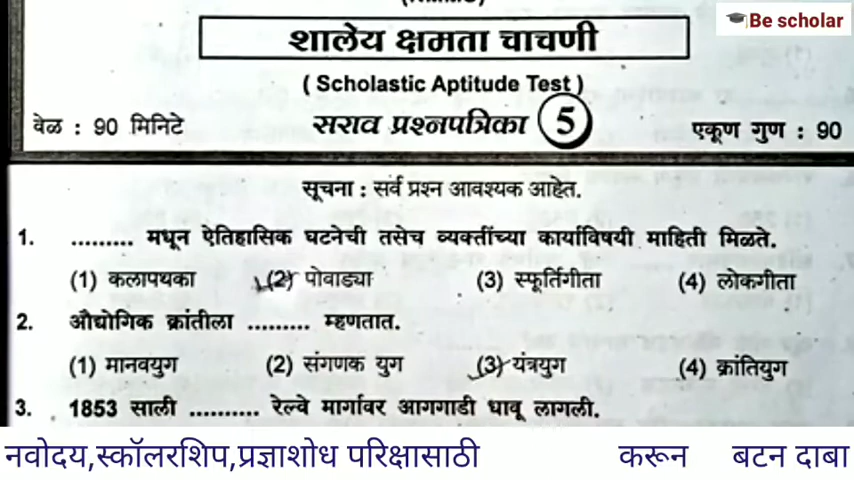 Be scholar
शालेय क्षमता चाचणी
( Scholastic Aptitude Test )
वेळ : 90 मिनिटे सराव प्रश्नपत्रिका 5 एकूण गुण : 90
सूचना : सर्व प्रश्न आवश्यक आहेत.
1. ......... मधून ऐतिहासिक घटनेची तसेच व्यक्तींच्या कार्याविषयी माहिती मिळते.
(1) कलापथका (2) पोवाड्या (3) स्फूर्तिगीता (4) लोकगीता
2. औद्योगिक क्रांतीला ......... म्हणतात.
(1) मानवयुग (2) संगणक युग (3) यंत्रयुग (4) क्रांतियुग
3. 1853 साली .......... रेल्वे मार्गावर आगगाडी धावू लागली.
नवोदय,स्कॉलरशिप,प्रज्ञाशोध परिक्षासाठी करून बटन दाबा